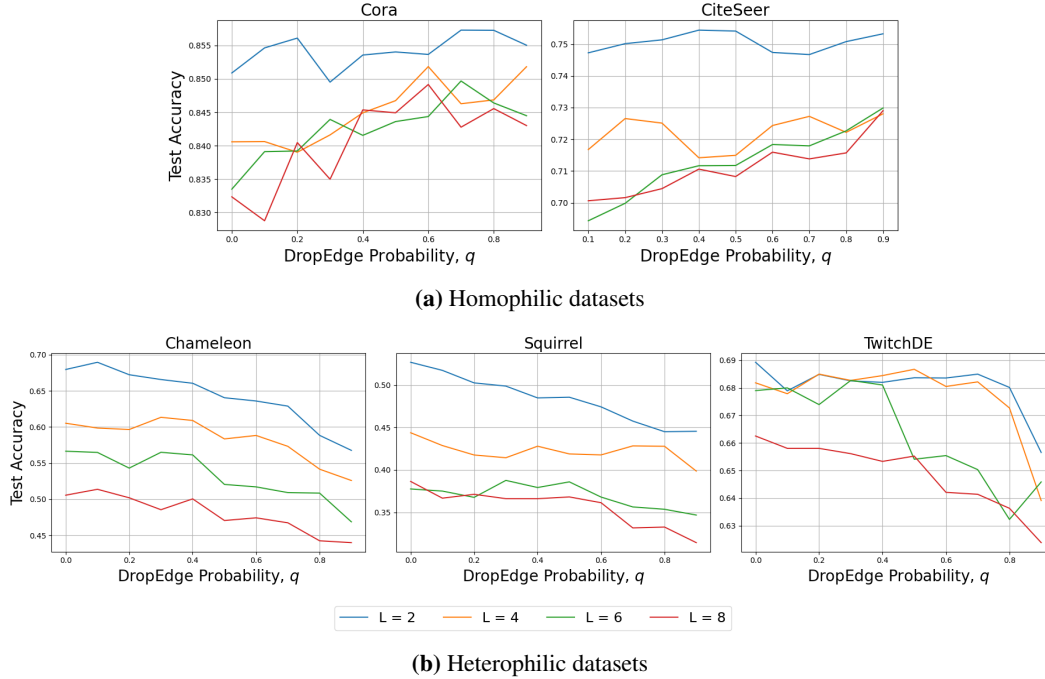 Cora
CiteSeer
Test Accuracy
0.855
0.850
0.845
0.840
0.835
0.830
0.0 0.2 0.4 0.6 0.8
DropEdge Probability, q
0.75
0.74
0.73
0.72
0.71
0.70
0.1 0.2 0.3 0.4 0.5 0.6 0.7 0.8 0.9
DropEdge Probability, q
(a) Homophilic datasets
Chameleon
Squirrel
TwitchDE
Test Accuracy
0.70
0.65
0.60
0.55
0.50
0.45
0.0 0.2 0.4 0.6 0.8
DropEdge Probability, q
0.50
0.45
0.40
0.35
0.0 0.2 0.4 0.6 0.8
DropEdge Probability, q
0.69
0.68
0.67
0.66
0.65
0.64
0.63
0.0 0.2 0.4 0.6 0.8
DropEdge Probability, q
L = 2 L = 4 L = 6 L = 8
(b) Heterophilic datasets